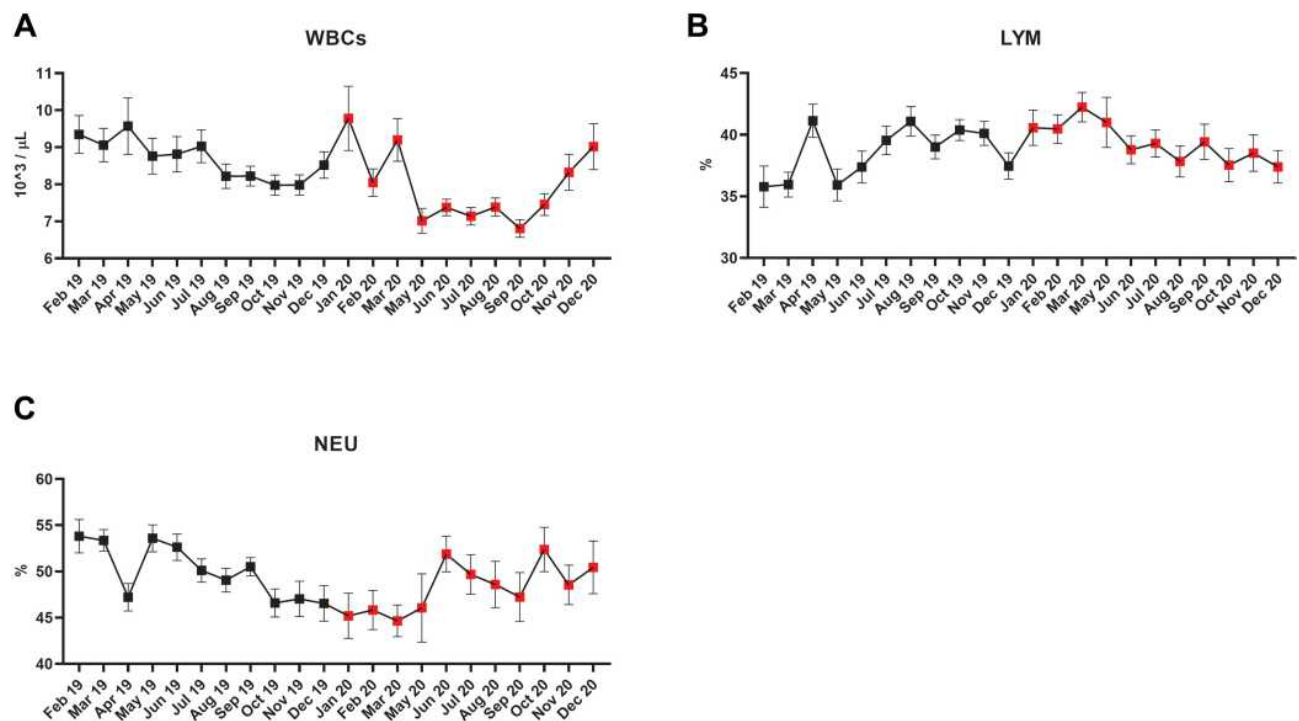 A
WBCs
10^3 / μL
11
10
9
8
7
6
Feb 19
Mar 19
Apr 19
May 19
Jun 19
Jul 19
Aug 19
Sep 19
Oct 19
Nov 19
Dec 19
Jan 20
Feb 20
Mar 20
May 20
Jun 20
Jul 20
Aug 20
Sep 20
Oct 20
Nov 20
Dec 20
B
LYM
%
45
40
35
30
Feb 19
Mar 19
Apr 19
May 19
Jun 19
Jul 19
Aug 19
Sep 19
Oct 19
Nov 19
Dec 19
Jan 20
Feb 20
Mar 20
May 20
Jun 20
Jul 20
Aug 20
Sep 20
Oct 20
Nov 20
Dec 20
C
NEU
%
60
55
50
45
40
Feb 19
Mar 19
Apr 19
May 19
Jun 19
Jul 19
Aug 19
Sep 19
Oct 19
Nov 19
Dec 19
Jan 20
Feb 20
Mar 20
May 20
Jun 20
Jul 20
Aug 20
Sep 20
Oct 20
Nov 20
Dec 20